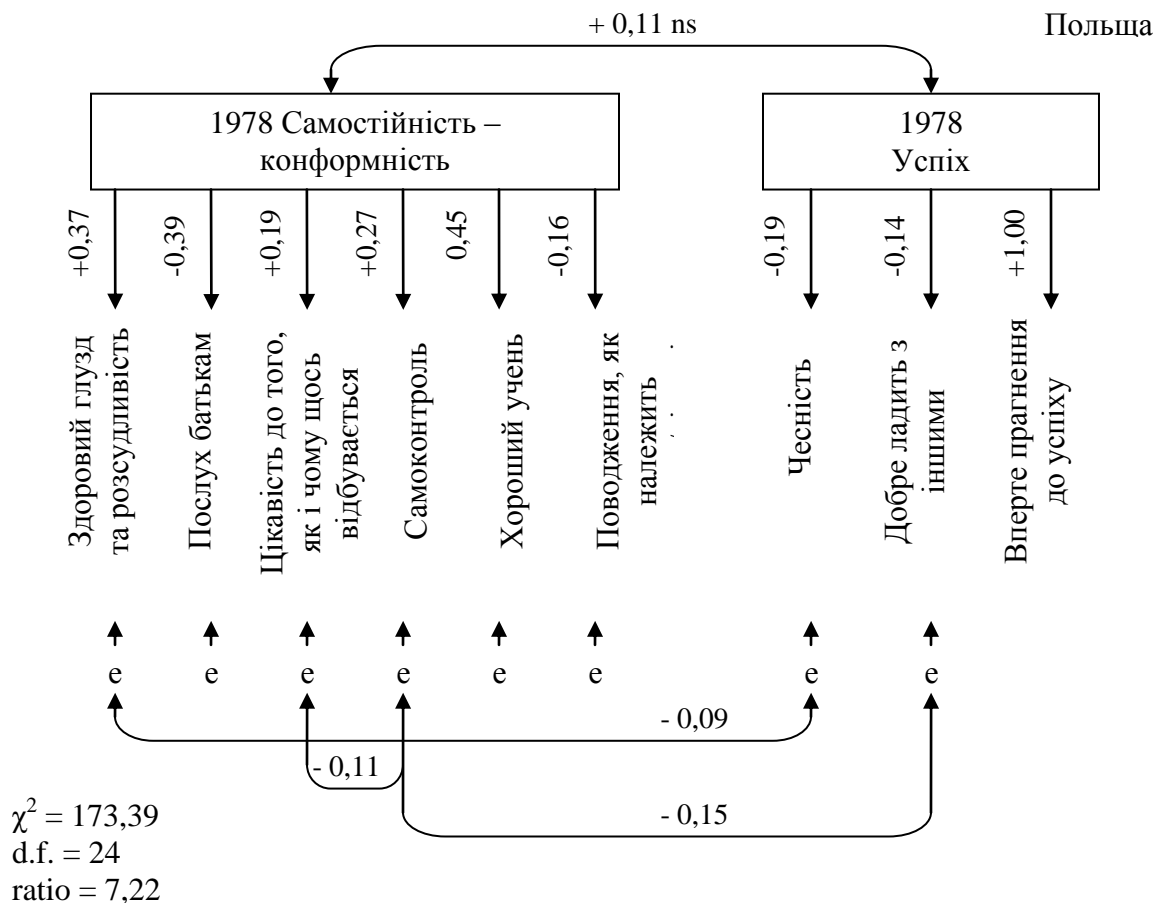 + 0,11 ns
Польща
1978 Самостійність –
конформність
1978
Успіх
+0,37
-0,39
+0,19
+0,27
0,45
-0,16
-0,19
-0,14
+1,00
Здоровий глузд
та розсудливість
Послух батькам
Цікавість до того,
як і чому щось
відбувається
Самоконтроль
Хороший учень
Поводження, як
належить
Чесність
Добре ладить з
іншими
Вперте прагнення
до успіху
e e e e e e e e
- 0,09
- 0,11
- 0,15
χ² = 173,39
d.f. = 24
ratio = 7,22